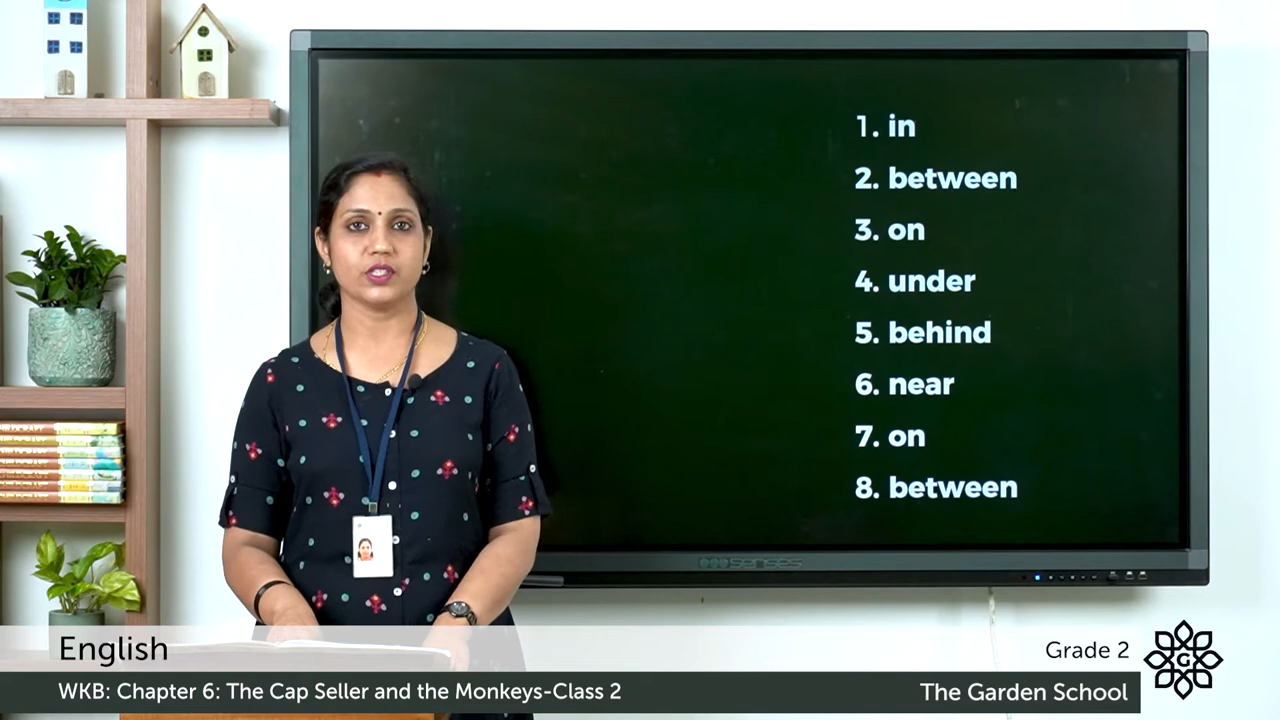 1. in
2. between
3. on
4. under
5. behind
6. near
7. on
8. between
English
Grade 2
WKB: Chapter 6: The Cap Seller and the Monkeys-Class 2
The Garden School
G